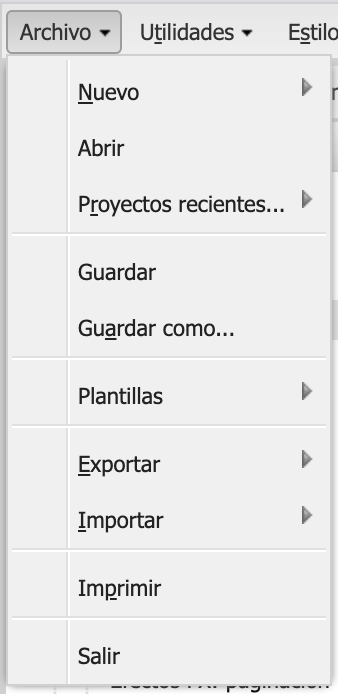 Archivo Utilidades Estilo
Nuevo
Abrir
Proyectos recientes...
Guardar
Guardar como...
Plantillas
Exportar
Importar
Imprimir
Salir